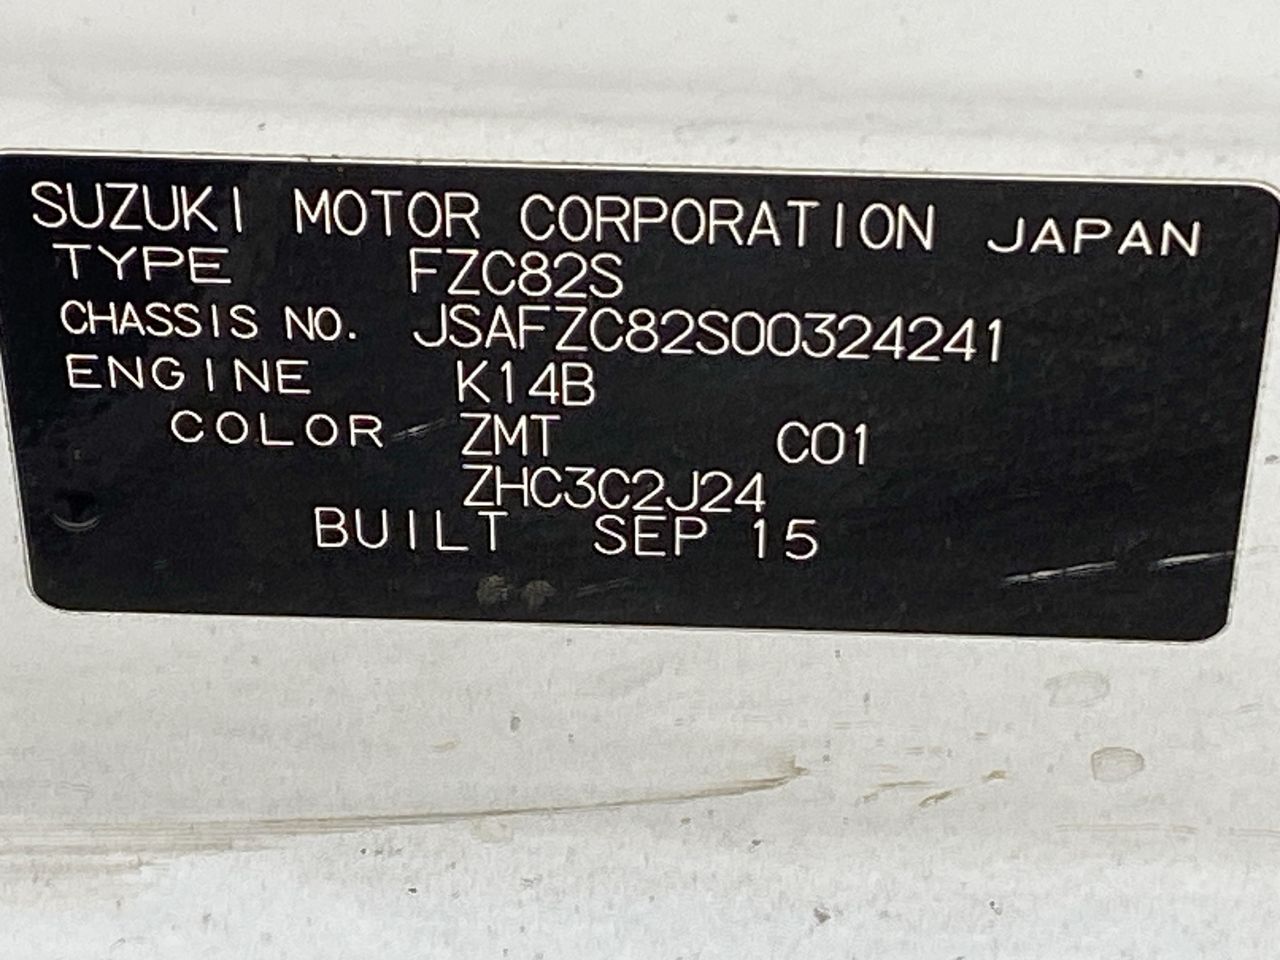 SUZUKI MOTOR CORPORATION JAPAN
TYPE FZC82S
CHASSIS NO. JSAFZC82S00324241
ENGINE K14B
COLOR ZMT C01
ZHC3C2J24
BUILT SEP 15